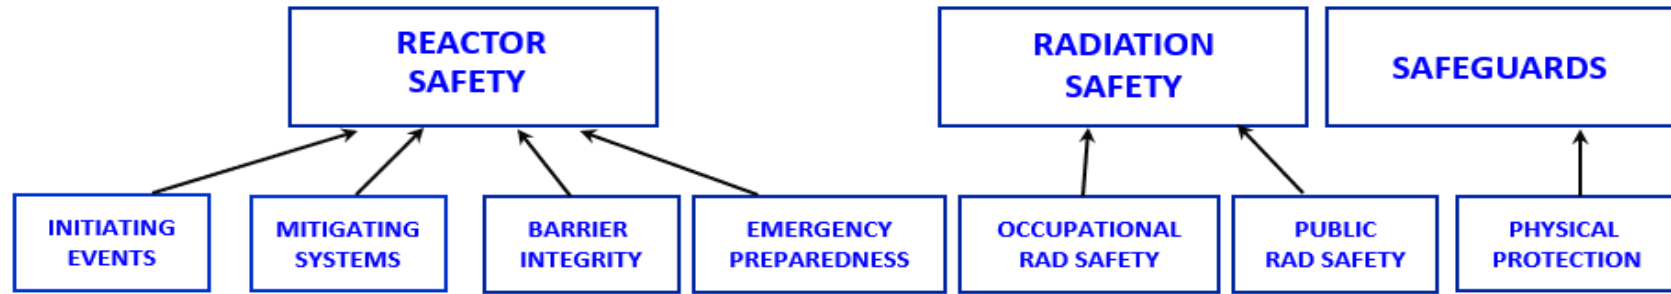 REACTOR
SAFETY
RADIATION
SAFETY
SAFEGUARDS
INITIATING
EVENTS
MITIGATING
SYSTEMS
BARRIER
INTEGRITY
EMERGENCY
PREPAREDNESS
OCCUPATIONAL
RAD SAFETY
PUBLIC
RAD SAFETY
PHYSICAL
PROTECTION